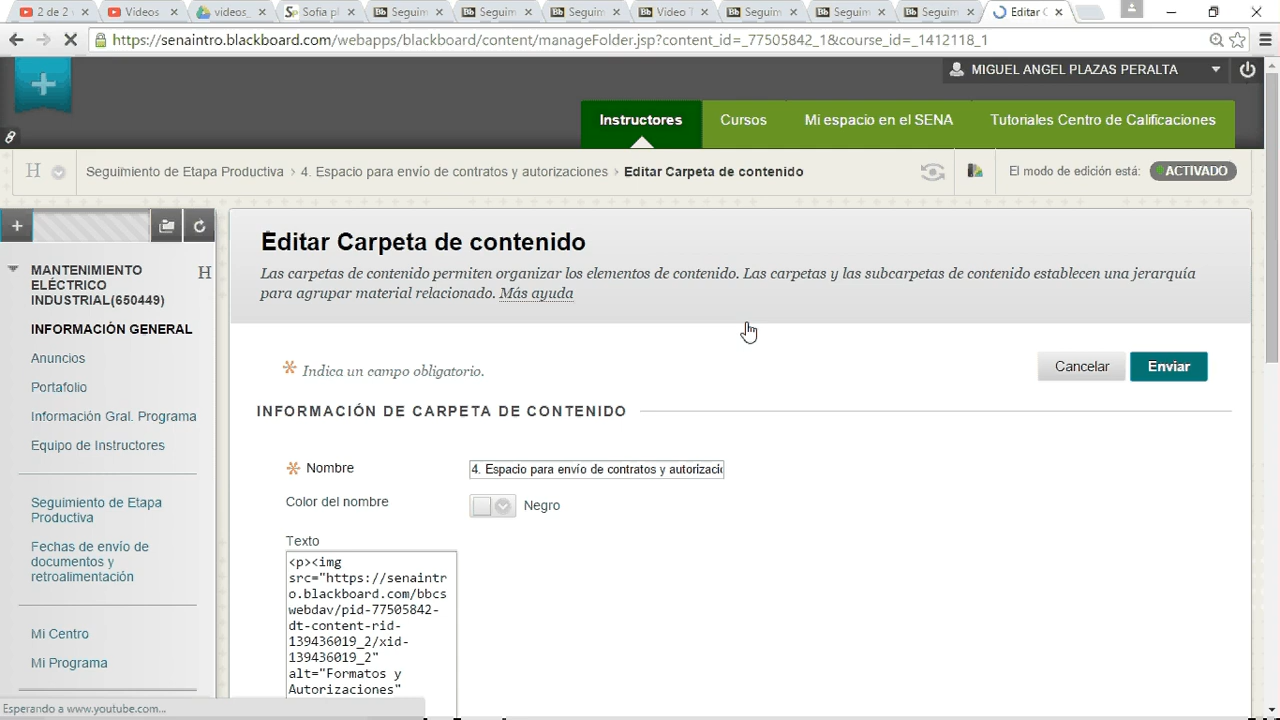 2 de 2 v
Videos
videos_
Sofia pl
Bb Seguim
Bb Seguim
Bb Seguim
Bb Video T
Bb Seguim
Bb Seguim
Bb Seguim
Editar C
https://senaintro.blackboard.com/webapps/blackboard/content/manageFolder.jsp?content_id=_77505842_1&course_id=_1412118_1
MIGUEL ANGEL PLAZAS PERALTA
Instructores Cursos Mi espacio en el SENA Tutoriales Centro de Calificaciones
H Seguimiento de Etapa Productiva › 4. Espacio para envío de contratos y autorizaciones › Editar Carpeta de contenido El modo de edición está: ACTIVADO
MANTENIMIENTO H
ELÉCTRICO
INDUSTRIAL(650449)
INFORMACIÓN GENERAL
Anuncios
Portafolio
Información Gral. Programa
Equipo de Instructores
Seguimiento de Etapa
Productiva
Fechas de envío de
documentos y
retroalimentación
Mi Centro
Mi Programa
Editar Carpeta de contenido
Las carpetas de contenido permiten organizar los elementos de contenido. Las carpetas y las subcarpetas de contenido establecen una jerarquía
para agrupar material relacionado. Más ayuda
Indica un campo obligatorio.
Cancelar Enviar
INFORMACIÓN DE CARPETA DE CONTENIDO
Nombre 4. Espacio para envío de contratos y autorizacio
Color del nombre Negro
Texto
<p><img
src="https://senaintr
o.blackboard.com/bbcs
webdav/pid-77505842-
dt-content-rid-
139436019_2/xid-
139436019_2"
alt="Formatos y
Autorizaciones"
Esperando a www.youtube.com...